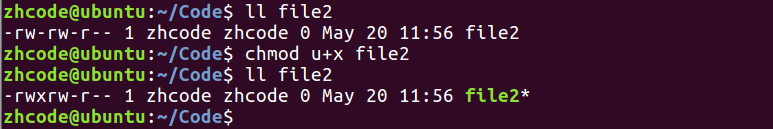 zhcode@ubuntu:~/Code$ ll file2
-rw-rw-r-- 1 zhcode zhcode 0 May 20 11:56 file2
zhcode@ubuntu:~/Code$ chmod u+x file2
zhcode@ubuntu:~/Code$ ll file2
-rwxrw-r-- 1 zhcode zhcode 0 May 20 11:56 file2*
zhcode@ubuntu:~/Code$